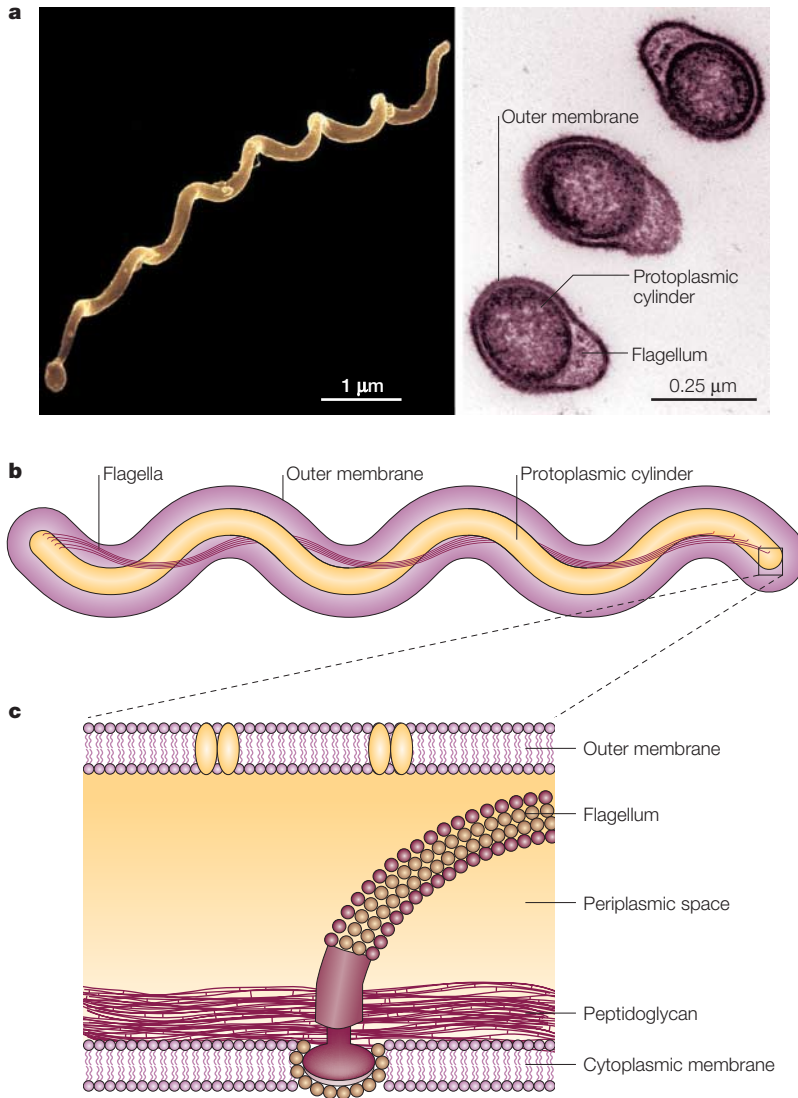 a
Outer membrane
Protoplasmic
cylinder
Flagellum
1 μm
0.25 μm
b
Flagella
Outer membrane
Protoplasmic cylinder
c
Outer membrane
Flagellum
Periplasmic space
Peptidoglycan
Cytoplasmic membrane